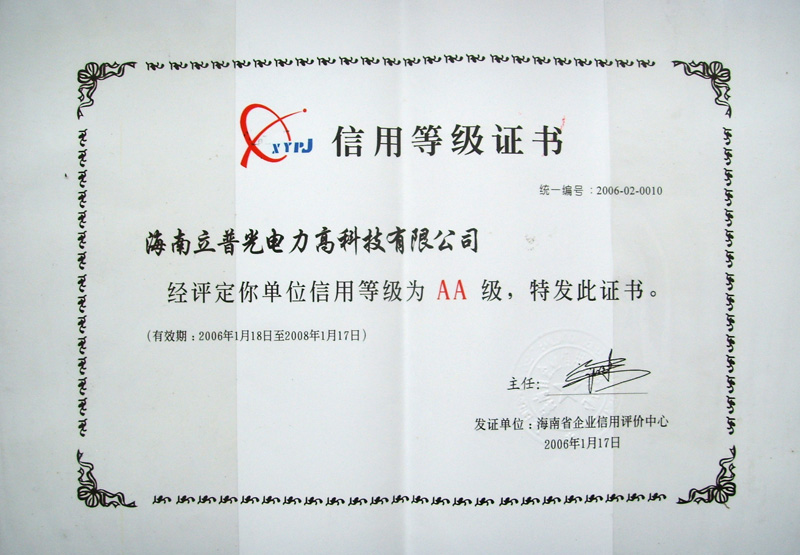 XYPJ 信用等级证书
统一编号：2006-02-0010
海南立普光电力高科技有限公司
经评定你单位信用等级为 AA 级，特发此证书。
（有效期：2006年1月18日至2008年1月17日）
主任：
发证单位：海南省企业信用评价中心
2006年1月17日